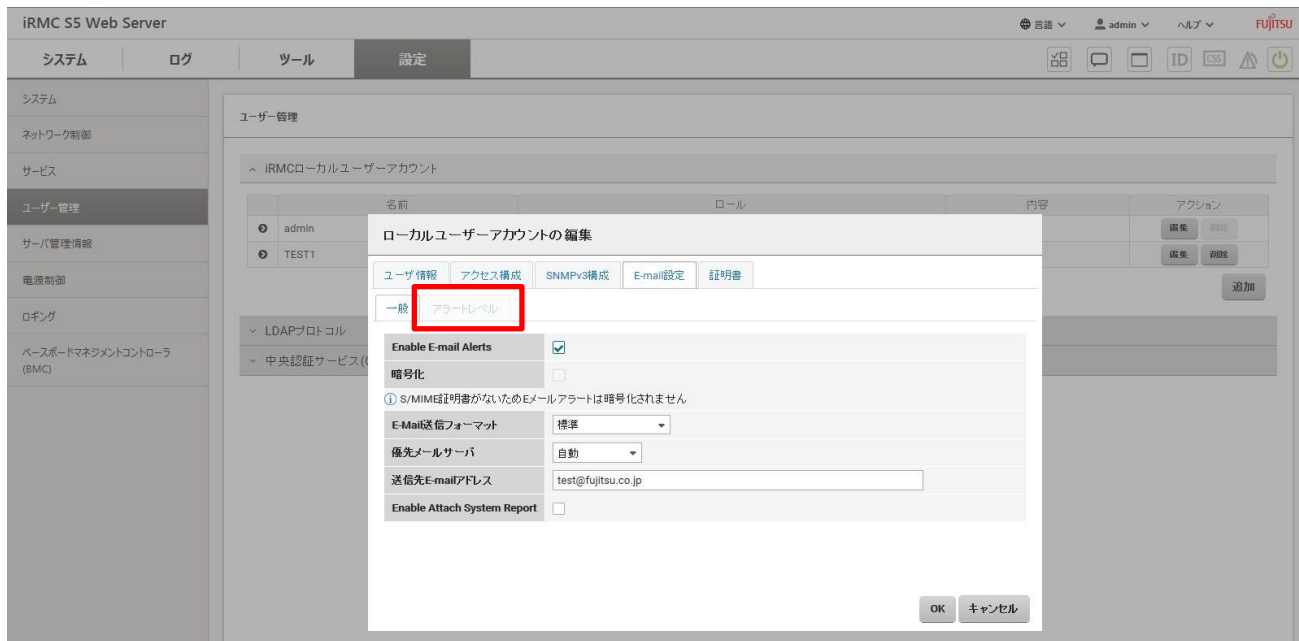 iRMC S5 Web Server
言語
admin
ヘルプ
FUJITSU
システム
ログ
ツール
設定
ID
CSS
システム
ネットワーク制御
サービス
ユーザー管理
サーバ管理情報
電源制御
ロギング
ベースボードマネジメントコントローラ
(BMC)
ユーザー管理
iRMCローカルユーザーアカウント
名前
ロール
内容
アクション
admin
編集
削除
TEST1
編集
削除
追加
LDAPプロトコル
中央認証サービス(C
ローカルユーザーアカウントの編集
ユーザ情報
アクセス構成
SNMPv3構成
E-mail設定
証明書
一般
アラートレベル
Enable E-mail Alerts
暗号化
S/MIME証明書がないためEメールアラートは暗号化されません
E-Mail送信フォーマット
標準
優先メールサーバ
自動
送信先E-mailアドレス
test@fujitsu.co.jp
Enable Attach System Report
OK
キャンセル